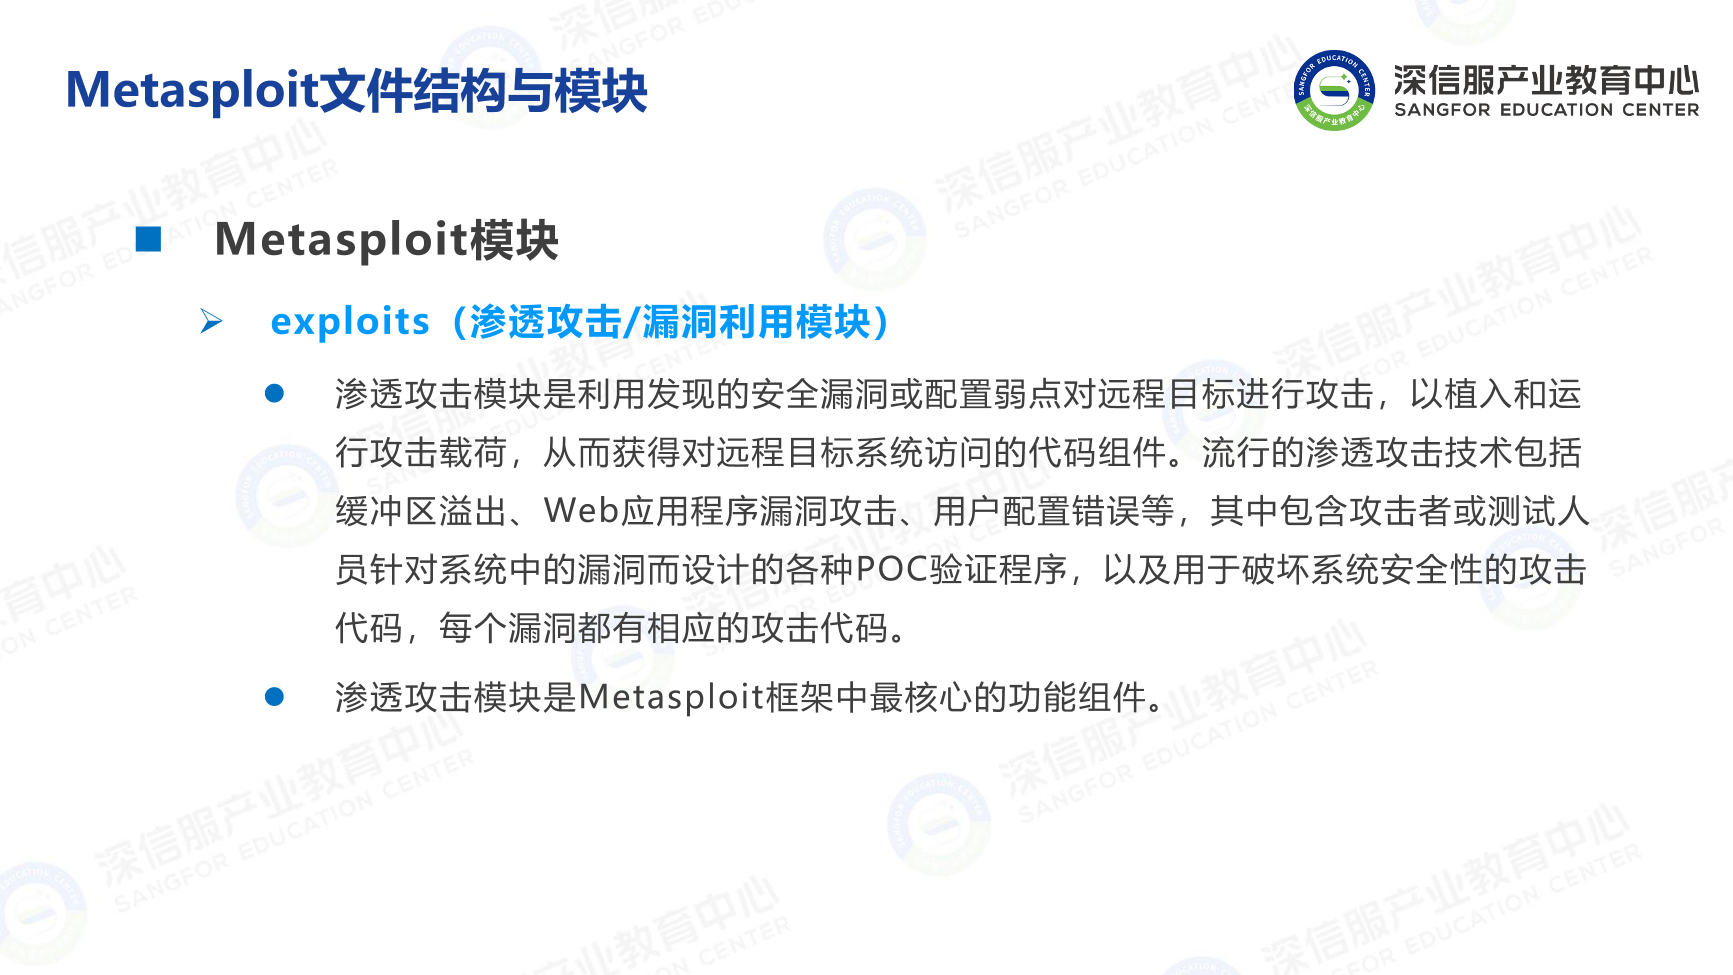 Metasploit文件结构与模块
深信服产业教育中心
SANGFOR EDUCATION CENTER
Metasploit模块
exploits（渗透攻击/漏洞利用模块）
渗透攻击模块是利用发现的安全漏洞或配置弱点对远程目标进行攻击，以植入和运
行攻击载荷，从而获得对远程目标系统访问的代码组件。流行的渗透攻击技术包括
缓冲区溢出、Web应用程序漏洞攻击、用户配置错误等，其中包含攻击者或测试人
员针对系统中的漏洞而设计的各种POC验证程序，以及用于破坏系统安全性的攻击
代码，每个漏洞都有相应的攻击代码。
渗透攻击模块是Metasploit框架中最核心的功能组件。